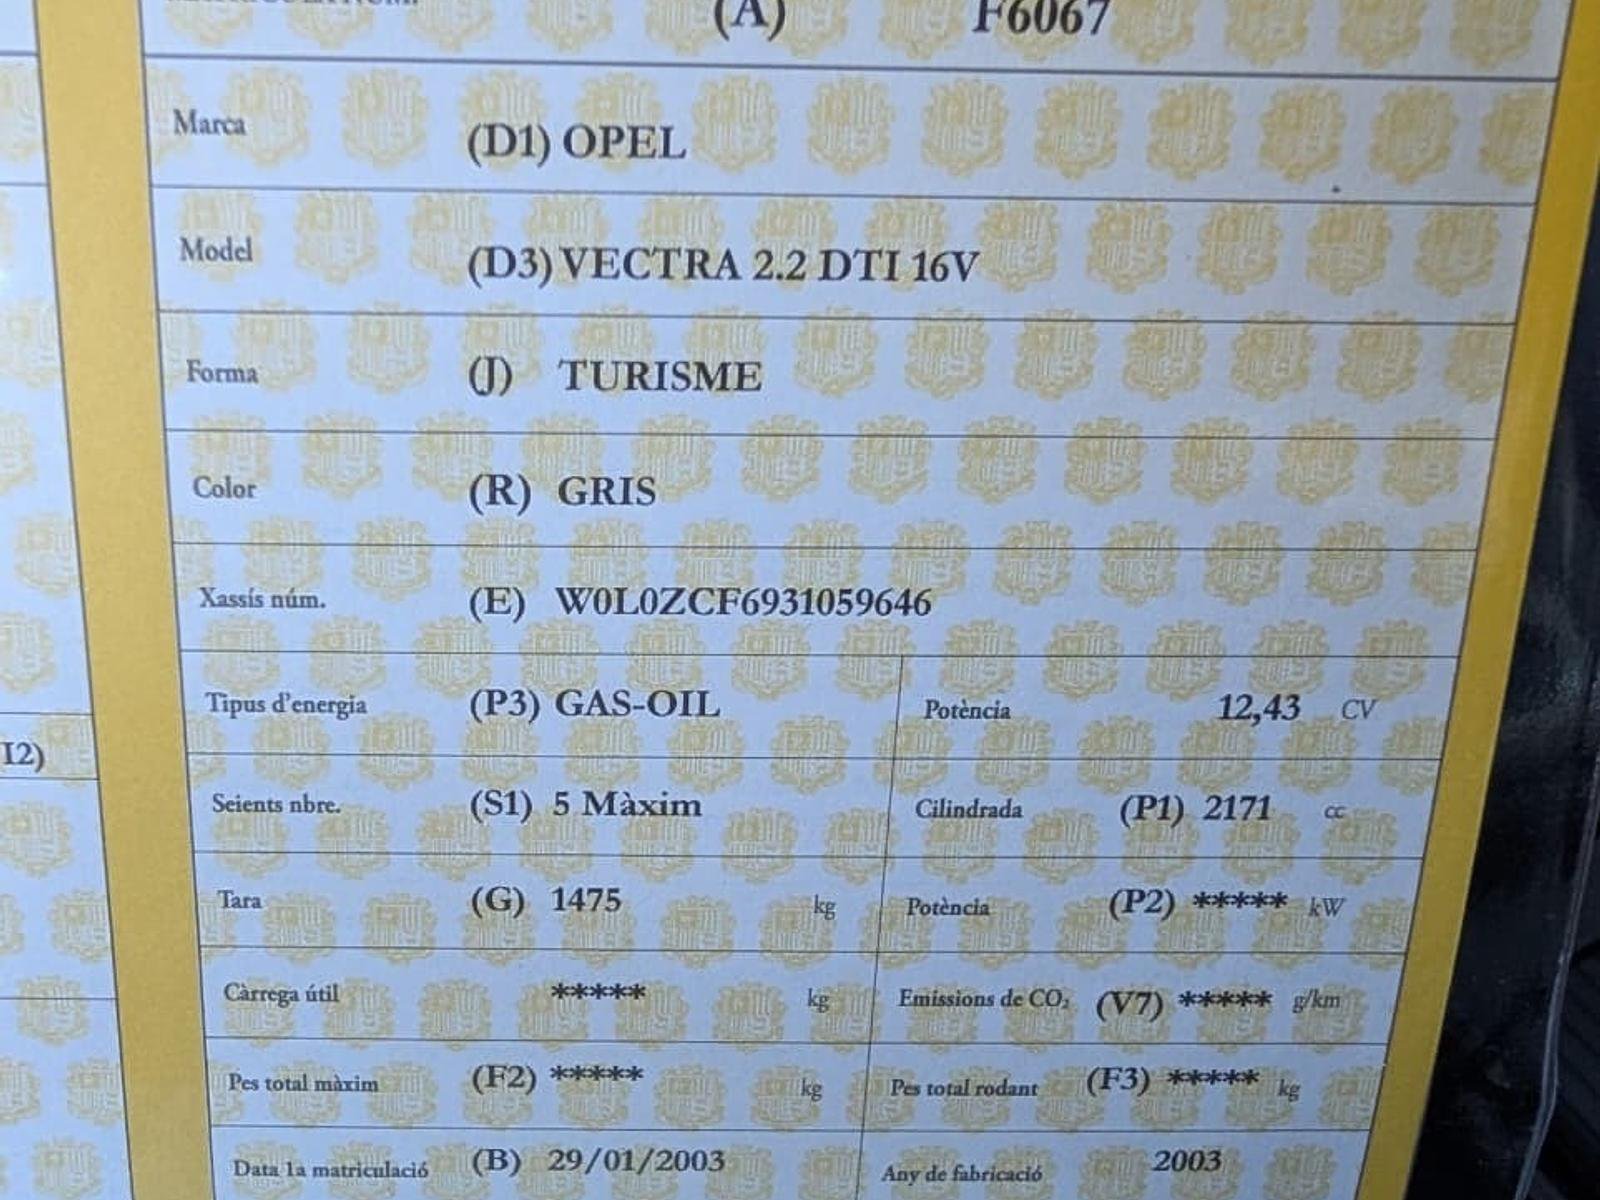 (A) F6067
Marca (D1) OPEL
Model (D3) VECTRA 2.2 DTI 16V
Forma (J) TURISME
Color (R) GRIS
Xassís núm. (E) W0L0ZCF6931059646
Tipus d'energia (P3) GAS-OIL Potència 12,43 CV
I2)
Seients nbre. (S1) 5 Màxim Cilindrada (P1) 2171 cc
Tara (G) 1475 kg Potència (P2) ***** kW
Càrrega útil ***** kg Emissions de CO₂ (V7) ***** g/km
Pes total màxim (F2) ***** kg Pes total rodant (F3) ***** kg
Data 1a matriculació (B) 29/01/2003 Any de fabricació 2003